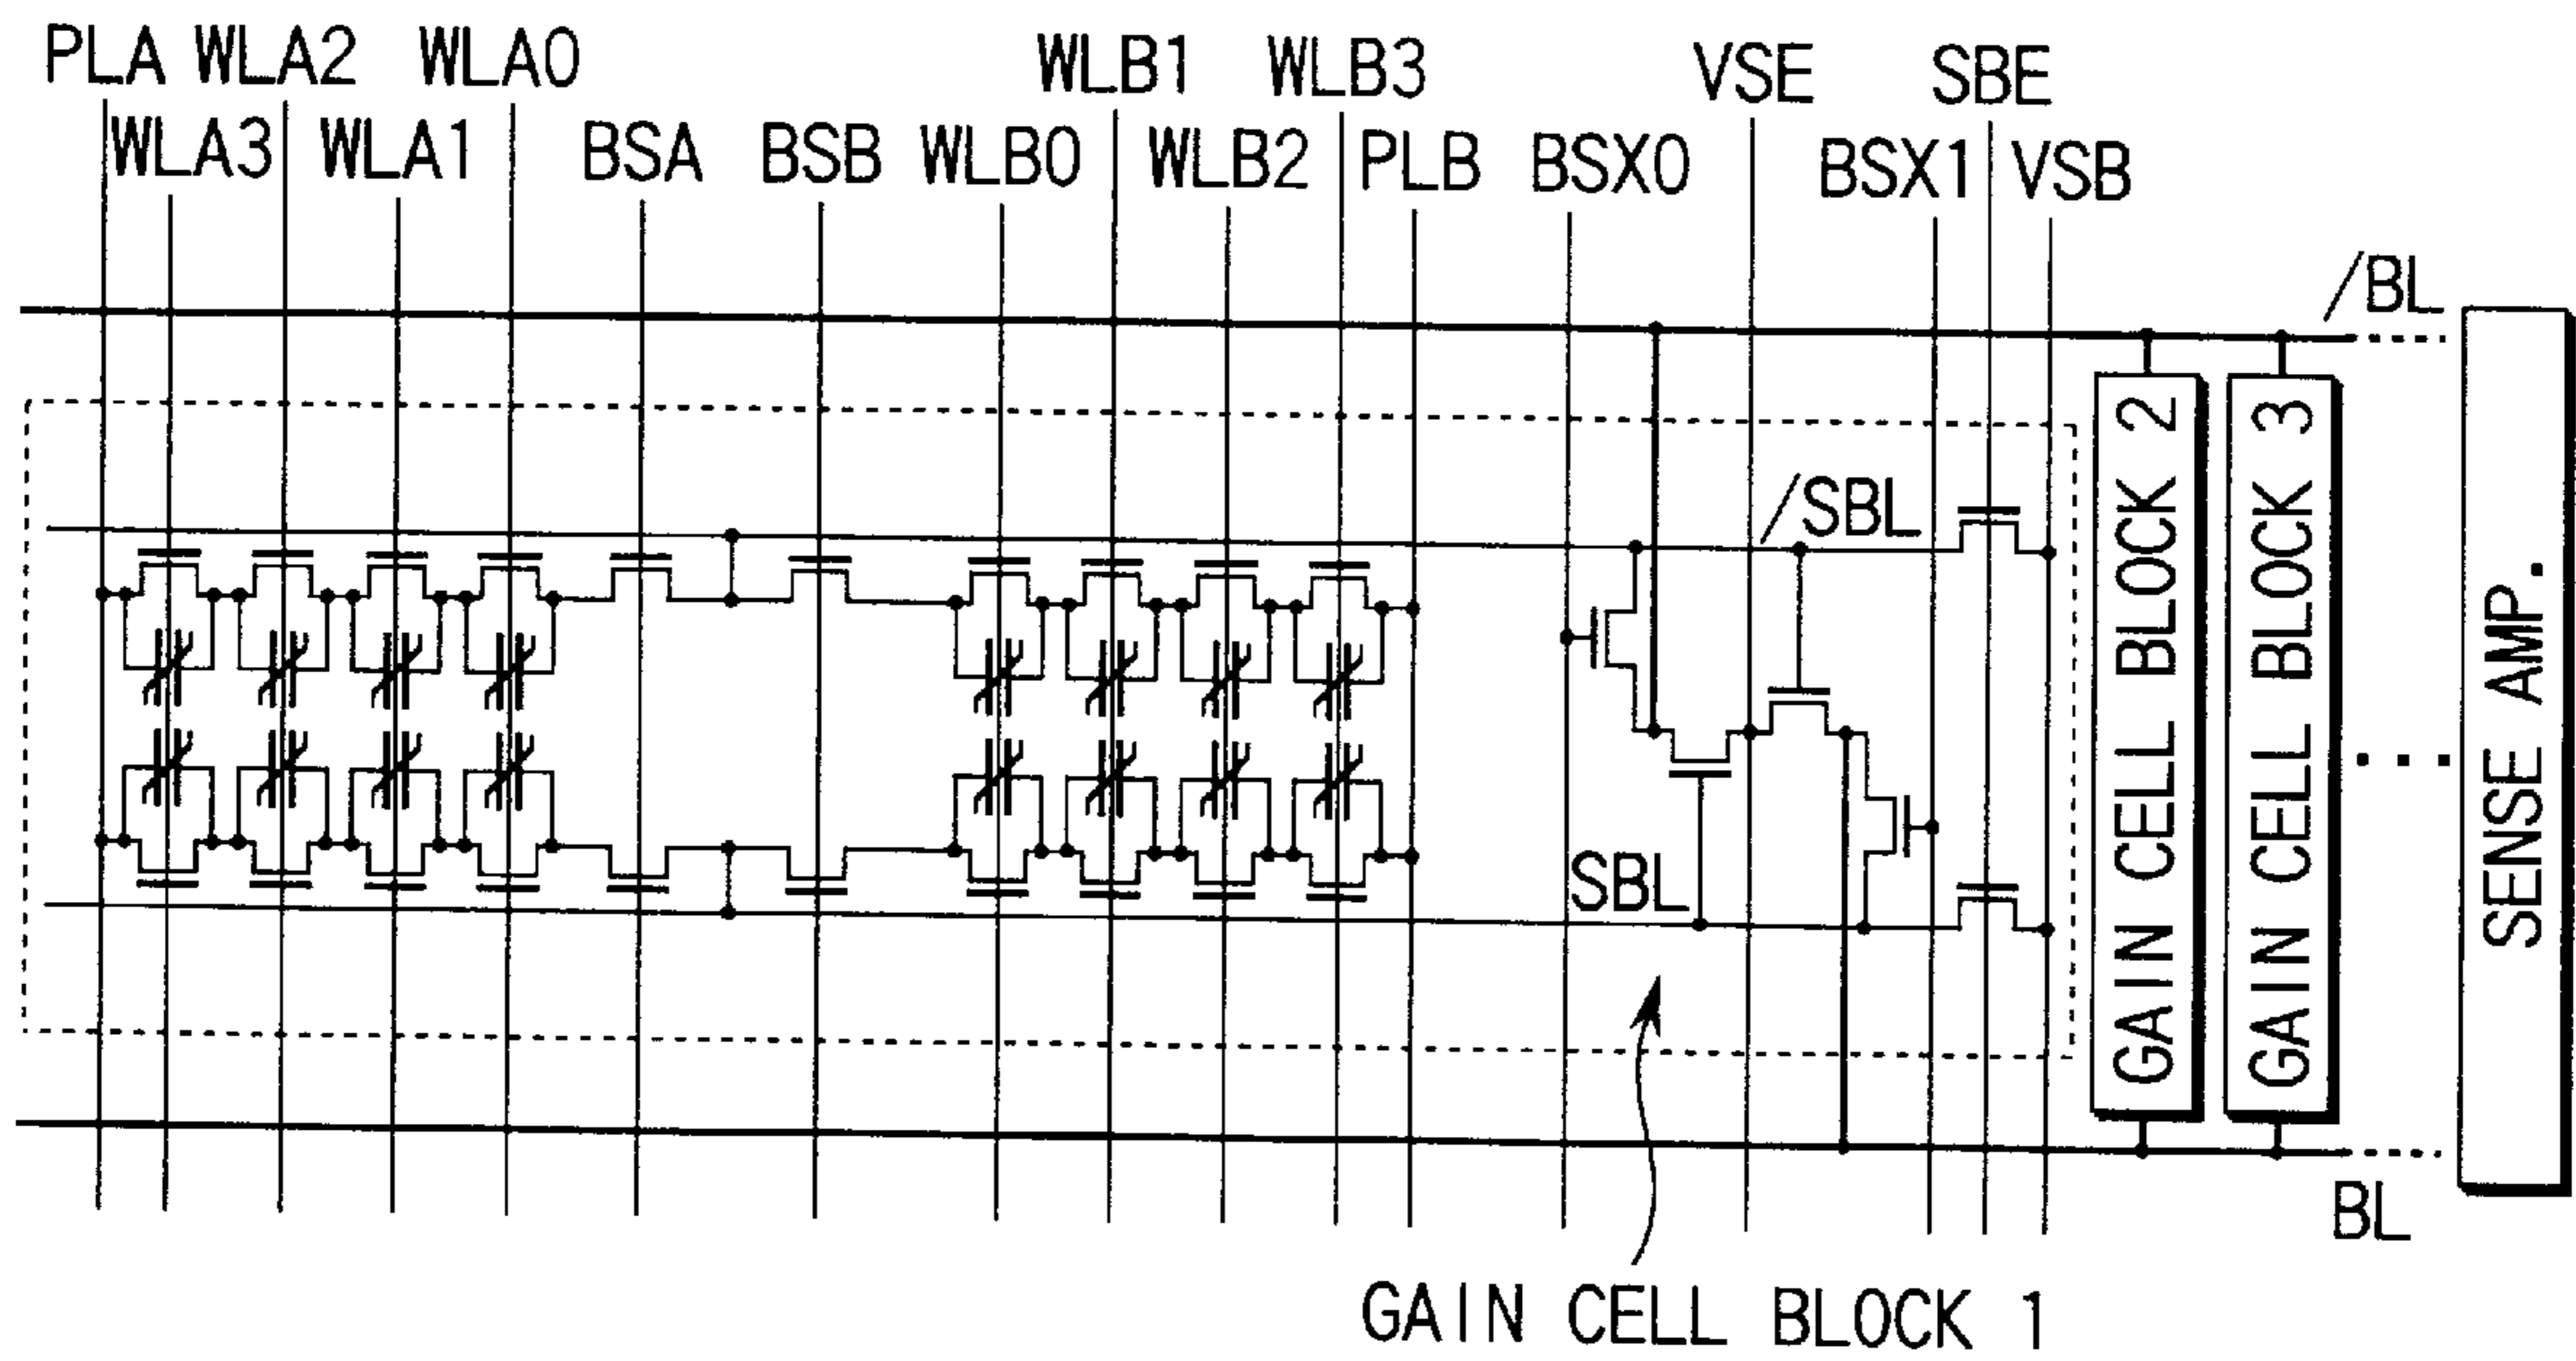 PLA WLA2 WLA0 WLB1 WLB3 VSE SBE
WLA3 WLA1 BSA BSB WLB0 WLB2 PLB BSX0 BSX1 VSB
/BL
/SBL
SBL
GAIN CELL BLOCK 2
GAIN CELL BLOCK 3
SENSE AMP.
BL
GAIN CELL BLOCK 1